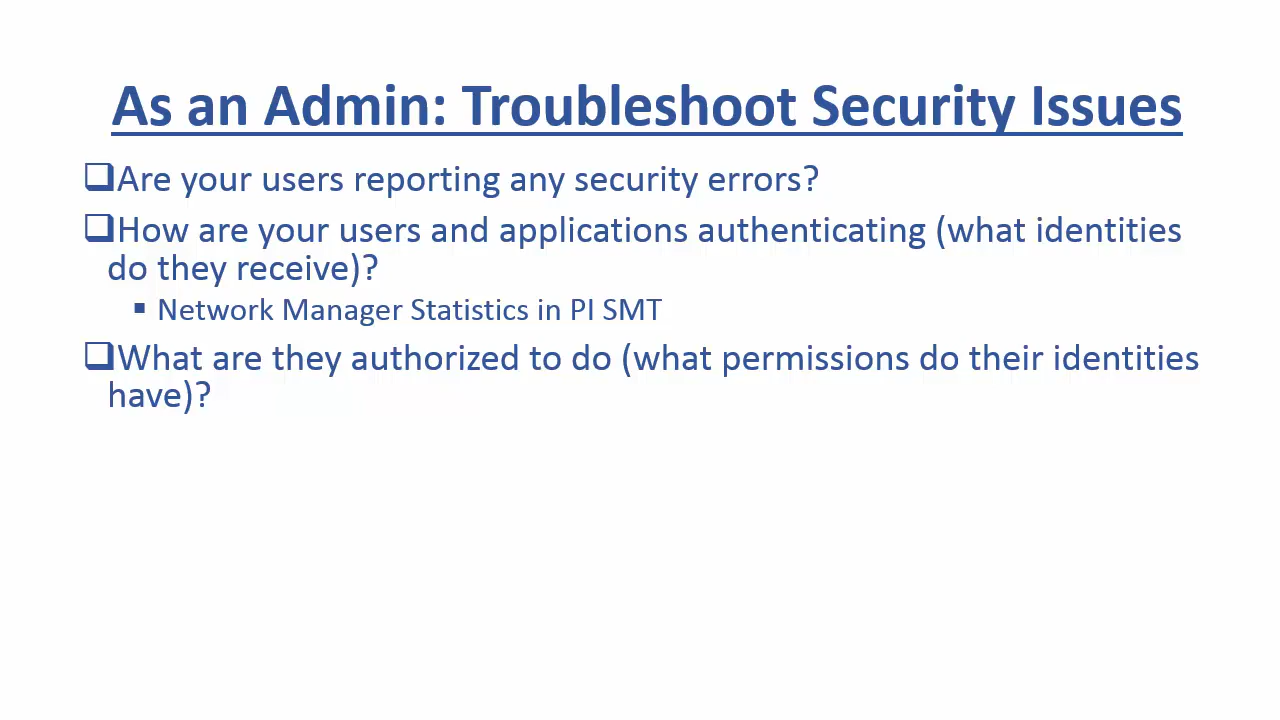 As an Admin: Troubleshoot Security Issues
❑Are your users reporting any security errors?
❑How are your users and applications authenticating (what identities
do they receive)?
▪ Network Manager Statistics in PI SMT
❑What are they authorized to do (what permissions do their identities
have)?